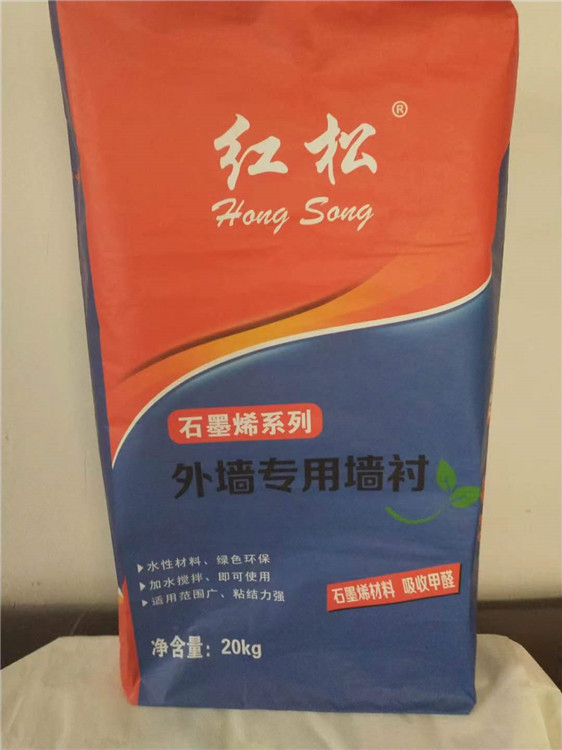 红松®
Hong Song
石墨烯系列
外墙专用墙衬
▶水性材料、绿色环保
▶加水搅拌、即可使用
▶适用范围广、粘结力强
石墨烯材料 吸收甲醛
净含量：20kg